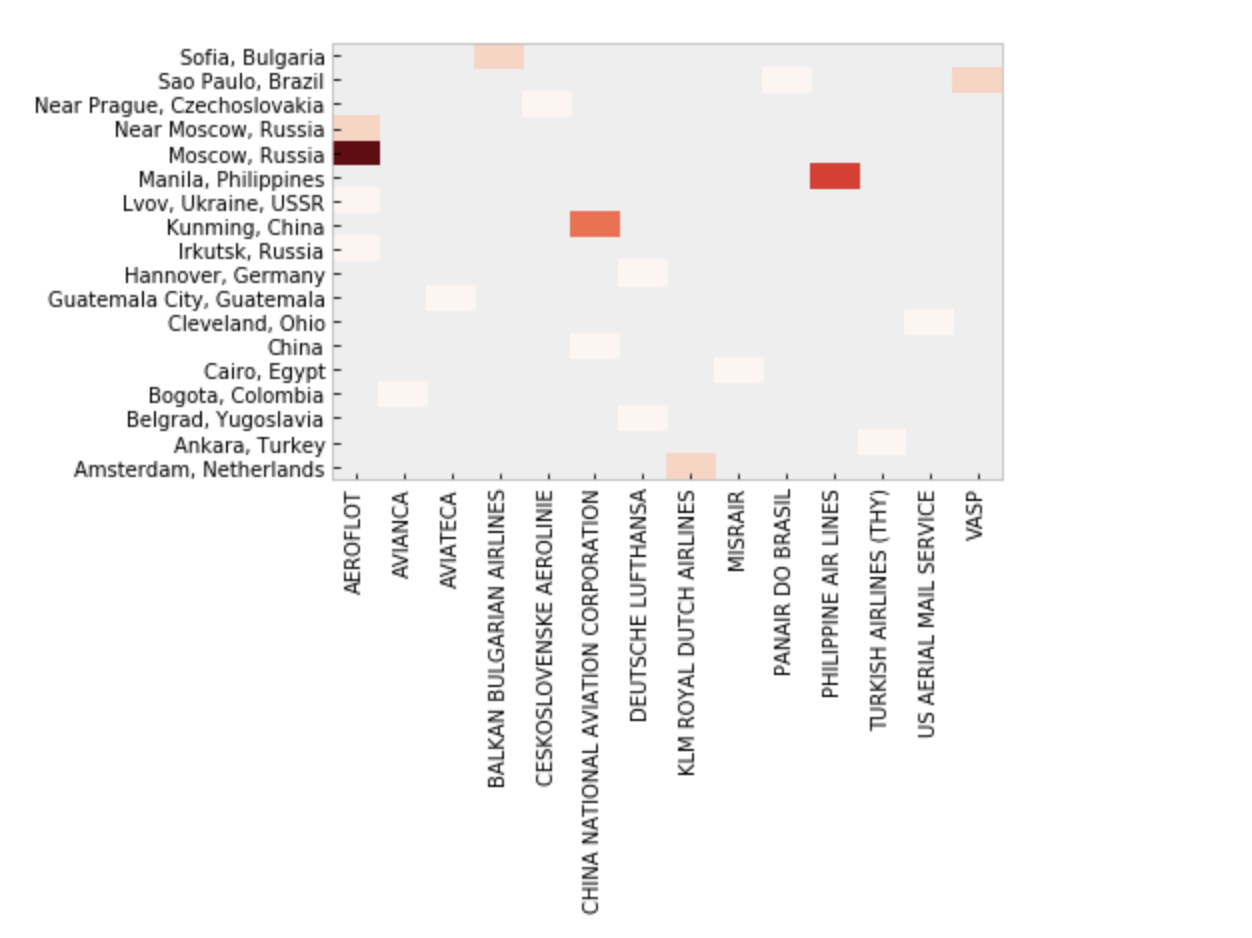 Sofia, Bulgaria
Sao Paulo, Brazil
Near Prague, Czechoslovakia
Near Moscow, Russia
Moscow, Russia
Manila, Philippines
Lvov, Ukraine, USSR
Kunming, China
Irkutsk, Russia
Hannover, Germany
Guatemala City, Guatemala
Cleveland, Ohio
China
Cairo, Egypt
Bogota, Colombia
Belgrad, Yugoslavia
Ankara, Turkey
Amsterdam, Netherlands
AEROFLOT
AVIANCA
AVIATECA
BALKAN BULGARIAN AIRLINES
CESKOSLOVENSKE AEROLINIE
CHINA NATIONAL AVIATION CORPORATION
DEUTSCHE LUFTHANSA
KLM ROYAL DUTCH AIRLINES
MISRAIR
PANAIR DO BRASIL
PHILIPPINE AIR LINES
TURKISH AIRLINES (THY)
US AERIAL MAIL SERVICE
VASP